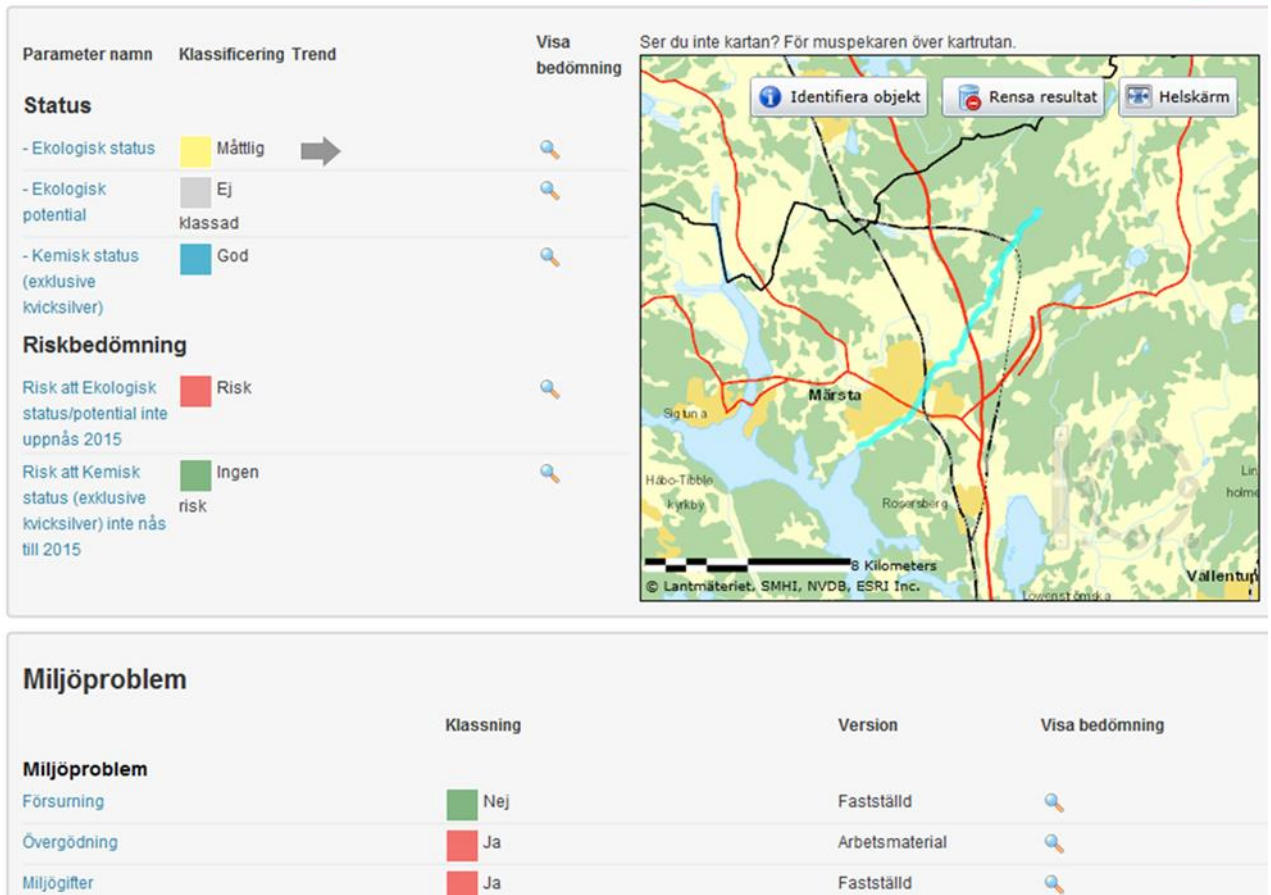 Parameter namn Klassificering Trend Visa bedömning
Status
- Ekologisk status Måttlig
- Ekologisk potential Ej klassad
- Kemisk status (exklusive kvicksilver) God
Riskbedömning
Risk att Ekologisk status/potential inte uppnås 2015 Risk
Risk att Kemisk status (exklusive kvicksilver) inte nås till 2015 Ingen risk
Ser du inte kartan? För muspekaren över kartrutan.
Identifiera objekt Rensa resultat Helskärm
Märsta
Sigtuna
Håbo-Tibble
kyrkby
Rosersberg
Lin
holme
Vallentun
Löwenströmska
8 Kilometers
© Lantmäteriet, SMHI, NVDB, ESRI Inc.
Miljöproblem
Klassning Version Visa bedömning
Miljöproblem
Försurning Nej Fastställd
Övergödning Ja Arbetsmaterial
Miljögifter Ja Fastställd